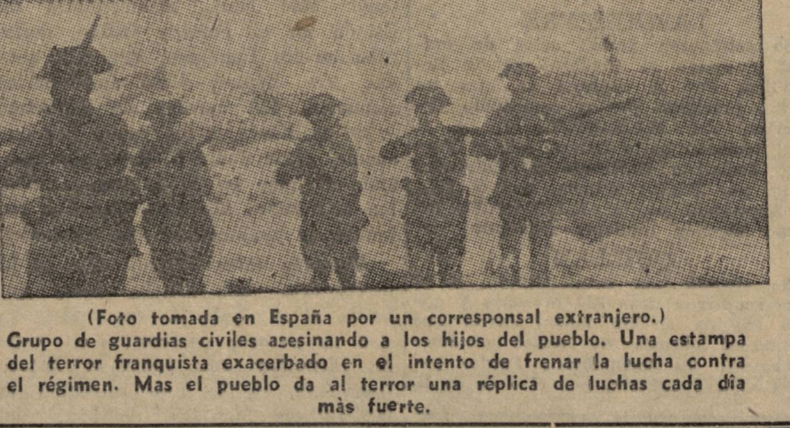 (Foto tomada en España por un corresponsal extranjero.)
Grupo de guardias civiles asesinando a los hijos del pueblo. Una estampa
del terror franquista exacerbado en el intento de frenar la lucha contra
el régimen. Mas el pueblo da al terror una réplica de luchas cada dîa
màs fuerte.